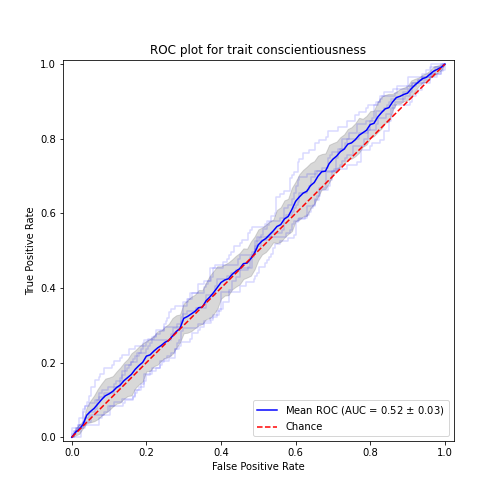 ROC plot for trait conscientiousness
1.0
0.8
0.6
0.4
0.2
0.0
True Positive Rate
Mean ROC (AUC = 0.52 ± 0.03)
Chance
0.0 0.2 0.4 0.6 0.8 1.0
False Positive Rate